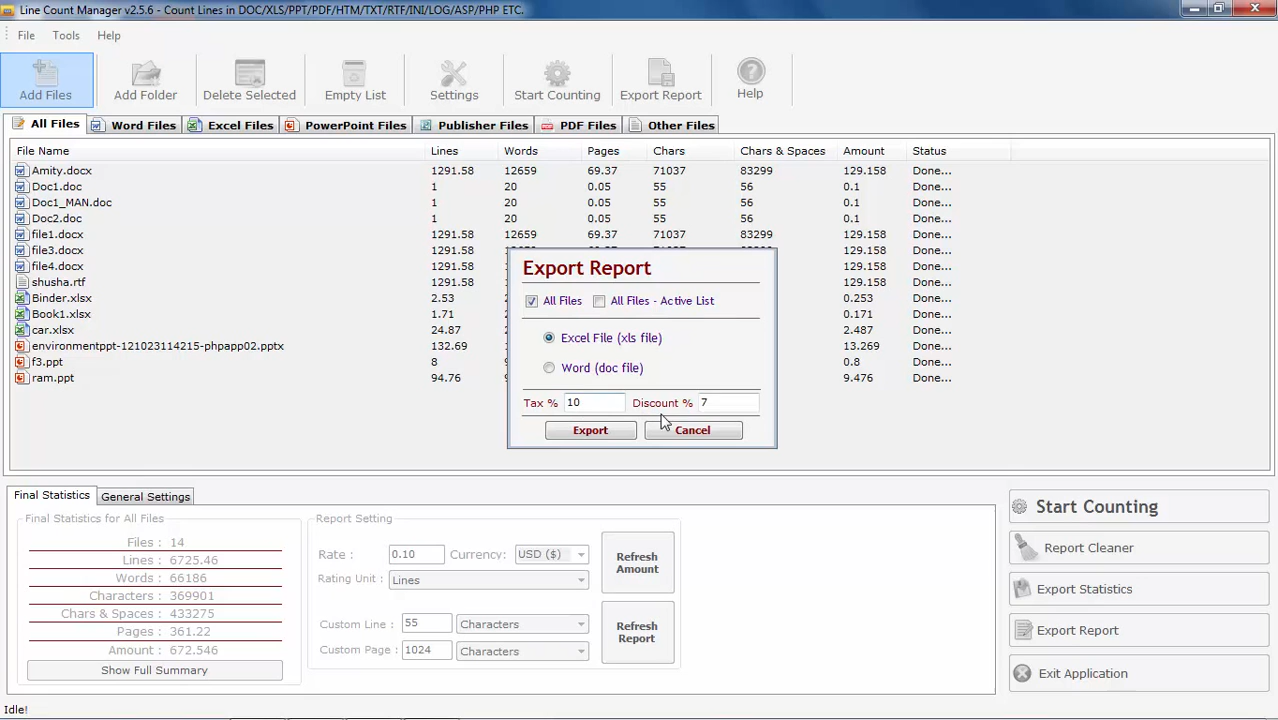 Line Count Manager v2.5.6 - Count Lines in DOC/XLS/PPT/PDF/HTM/TXT/RTF/INI/LOG/ASP/PHP ETC.
File Tools Help
Add Files Add Folder Delete Selected Empty List Settings Start Counting Export Report Help
All Files Word Files Excel Files PowerPoint Files Publisher Files PDF Files Other Files
File Name Lines Words Pages Chars Chars & Spaces Amount Status
Amity.docx 1291.58 12659 69.37 71037 83299 129.158 Done...
Doc1.doc 1 20 0.05 55 56 0.1 Done...
Doc1_MAN.doc 1 20 0.05 55 56 0.1 Done...
Doc2.doc 1 20 0.05 55 56 0.1 Done...
file1.docx 1291.58 12659 69.37 71037 83299 129.158 Done...
file3.docx 1291.58 129.158 Done...
file4.docx 1291.58 129.158 Done...
shusha.rtf 1291.58 129.158 Done...
Binder.xlsx 2.53 0.253 Done...
Book1.xlsx 1.71 0.171 Done...
car.xlsx 24.87 2.487 Done...
environmentppt-121023114215-phpapp02.pptx 132.69 13.269 Done...
f3.ppt 8 0.8 Done...
ram.ppt 94.76 9.476 Done...
Export Report
All Files All Files - Active List
Excel File (xls file)
Word (doc file)
Tax % 10 Discount % 7
Export Cancel
Final Statistics General Settings
Final Statistics for All Files
Files : 14
Lines : 6725.46
Words : 66186
Characters : 369901
Chars & Spaces : 433275
Pages : 361.22
Amount : 672.546
Show Full Summary
Report Setting
Rate : 0.10 Currency: USD ($)
Rating Unit : Lines
Custom Line : 55 Characters
Custom Page : 1024 Characters
Refresh
Amount
Refresh
Report
Start Counting
Report Cleaner
Export Statistics
Export Report
Exit Application
Idle!